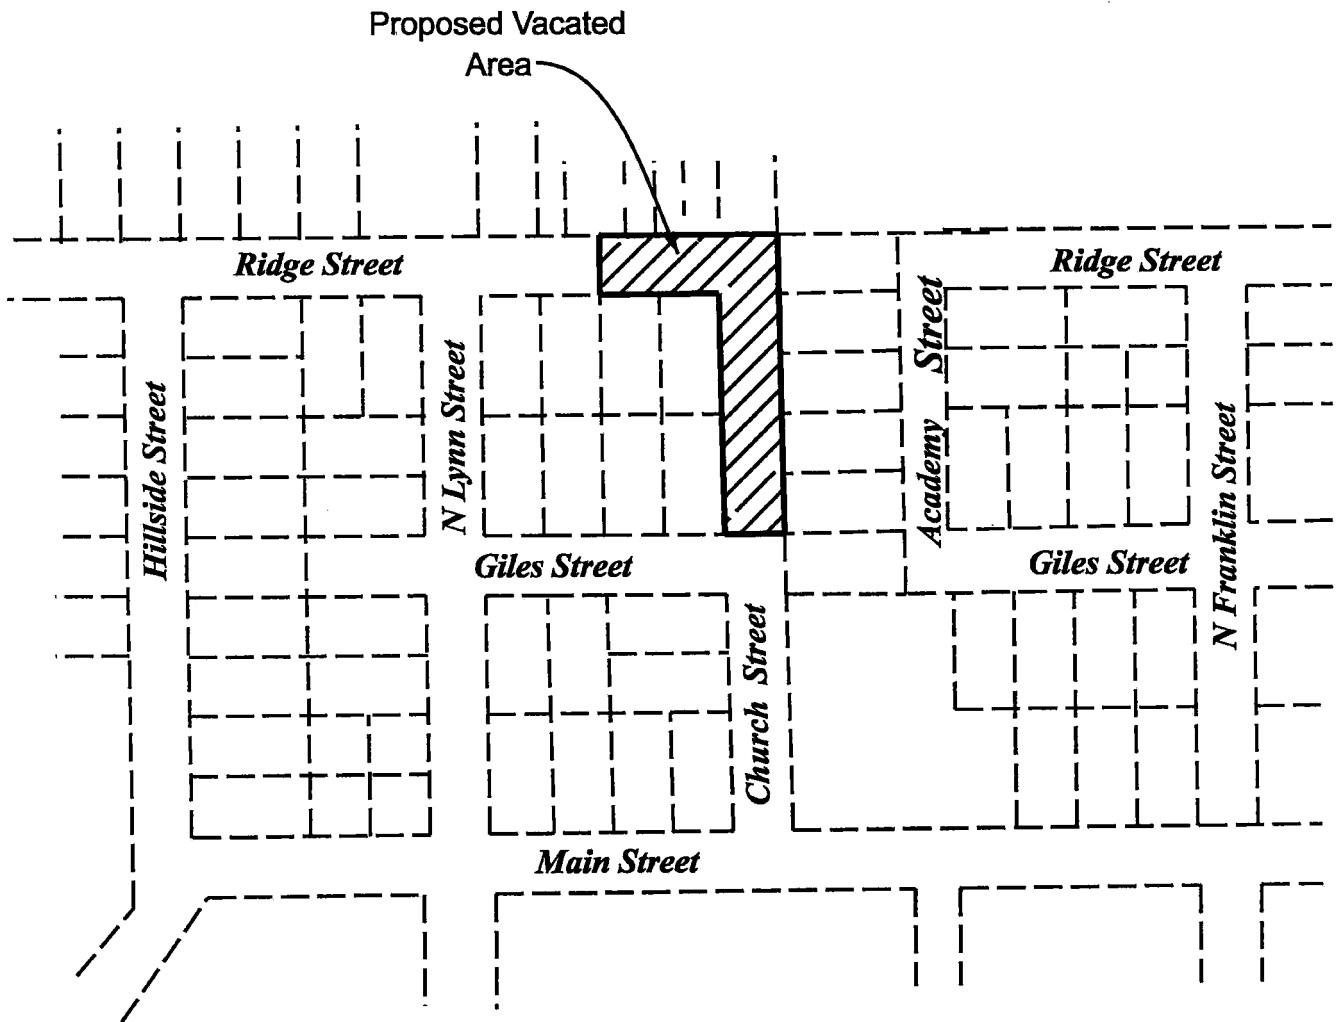 Proposed Vacated
Area
Ridge Street
Ridge Street
Hillside Street
N Lynn Street
Academy Street
N Franklin Street
Giles Street
Giles Street
Church Street
Main Street